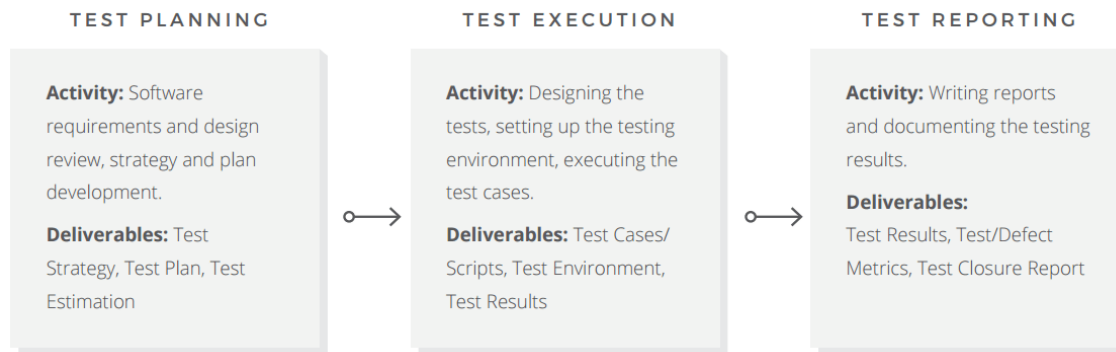 TEST PLANNING
Activity: Software
requirements and design
review, strategy and plan
development.
Deliverables: Test
Strategy, Test Plan, Test
Estimation
TEST EXECUTION
Activity: Designing the
tests, setting up the testing
environment, executing the
test cases.
Deliverables: Test Cases/
Scripts, Test Environment,
Test Results
TEST REPORTING
Activity: Writing reports
and documenting the testing
results.
Deliverables:
Test Results, Test/Defect
Metrics, Test Closure Report